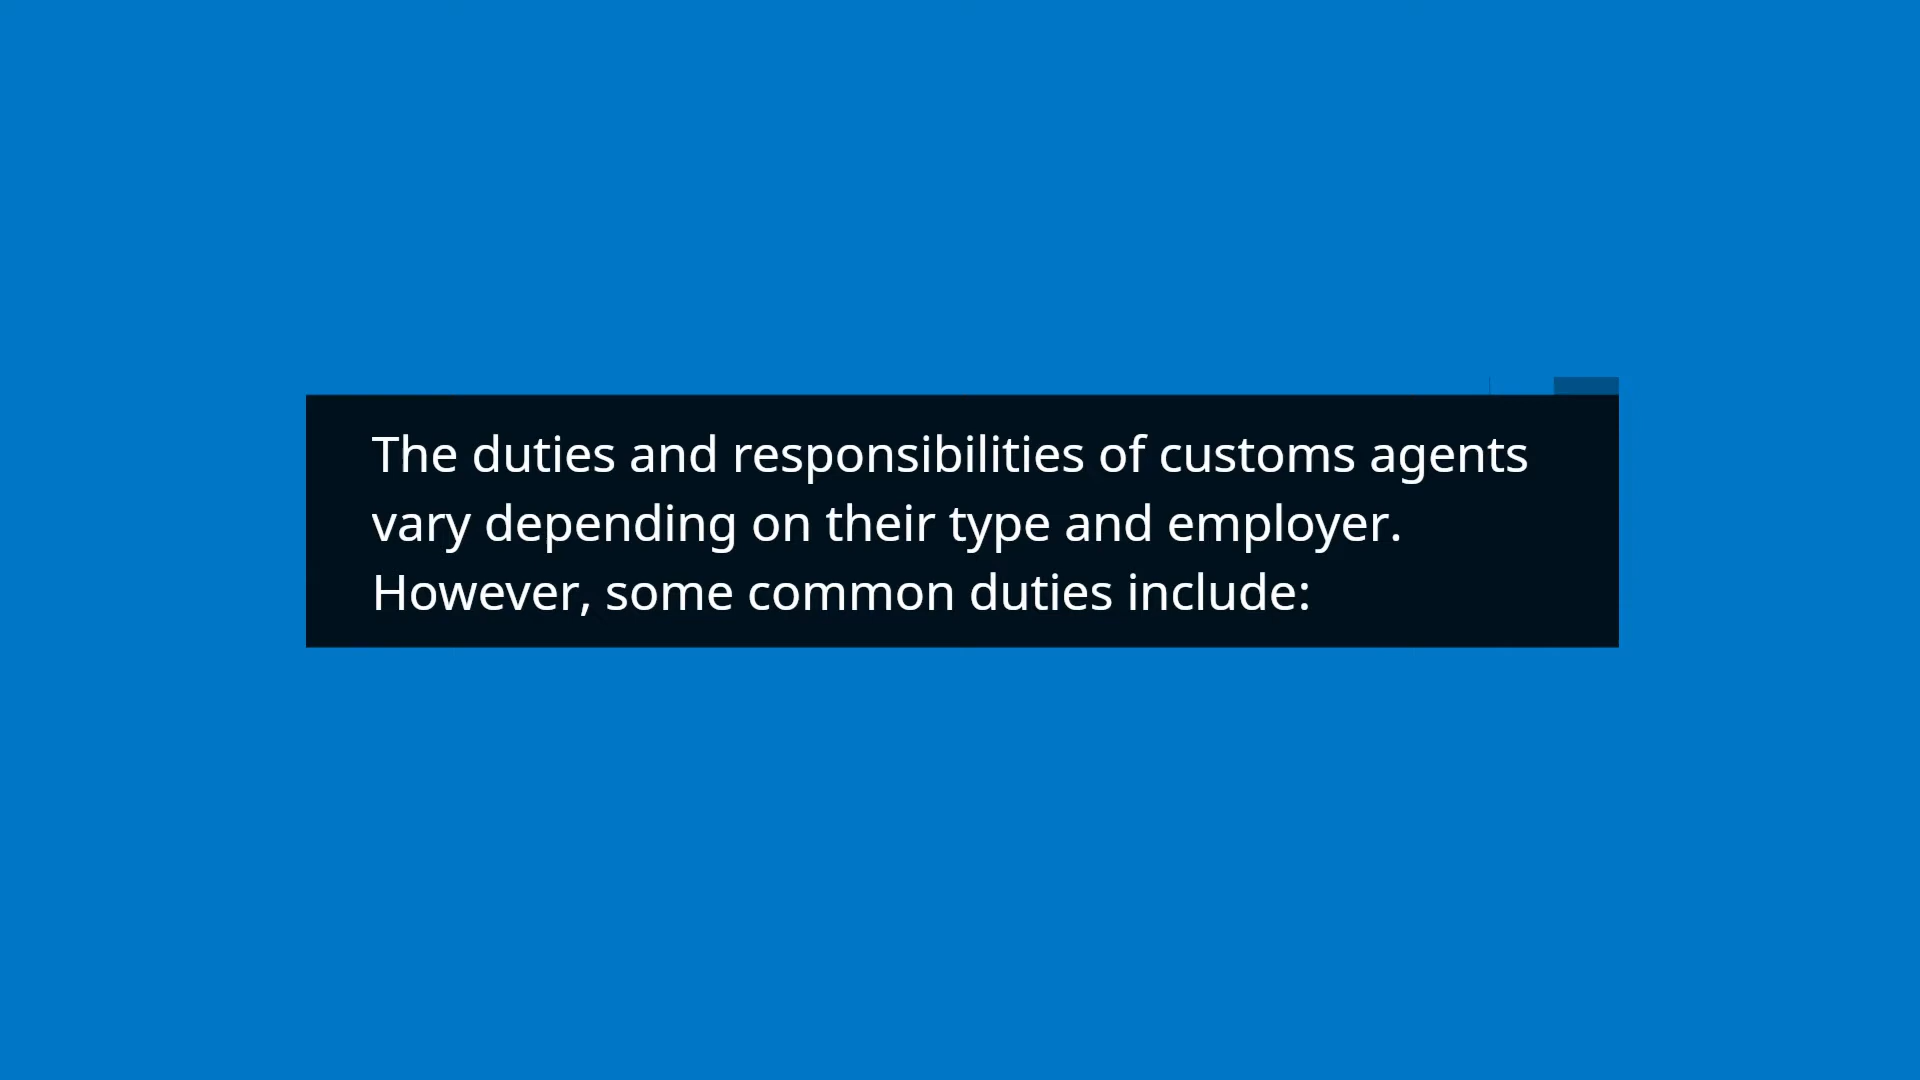 The duties and responsibilities of customs agents
vary depending on their type and employer.
However, some common duties include: